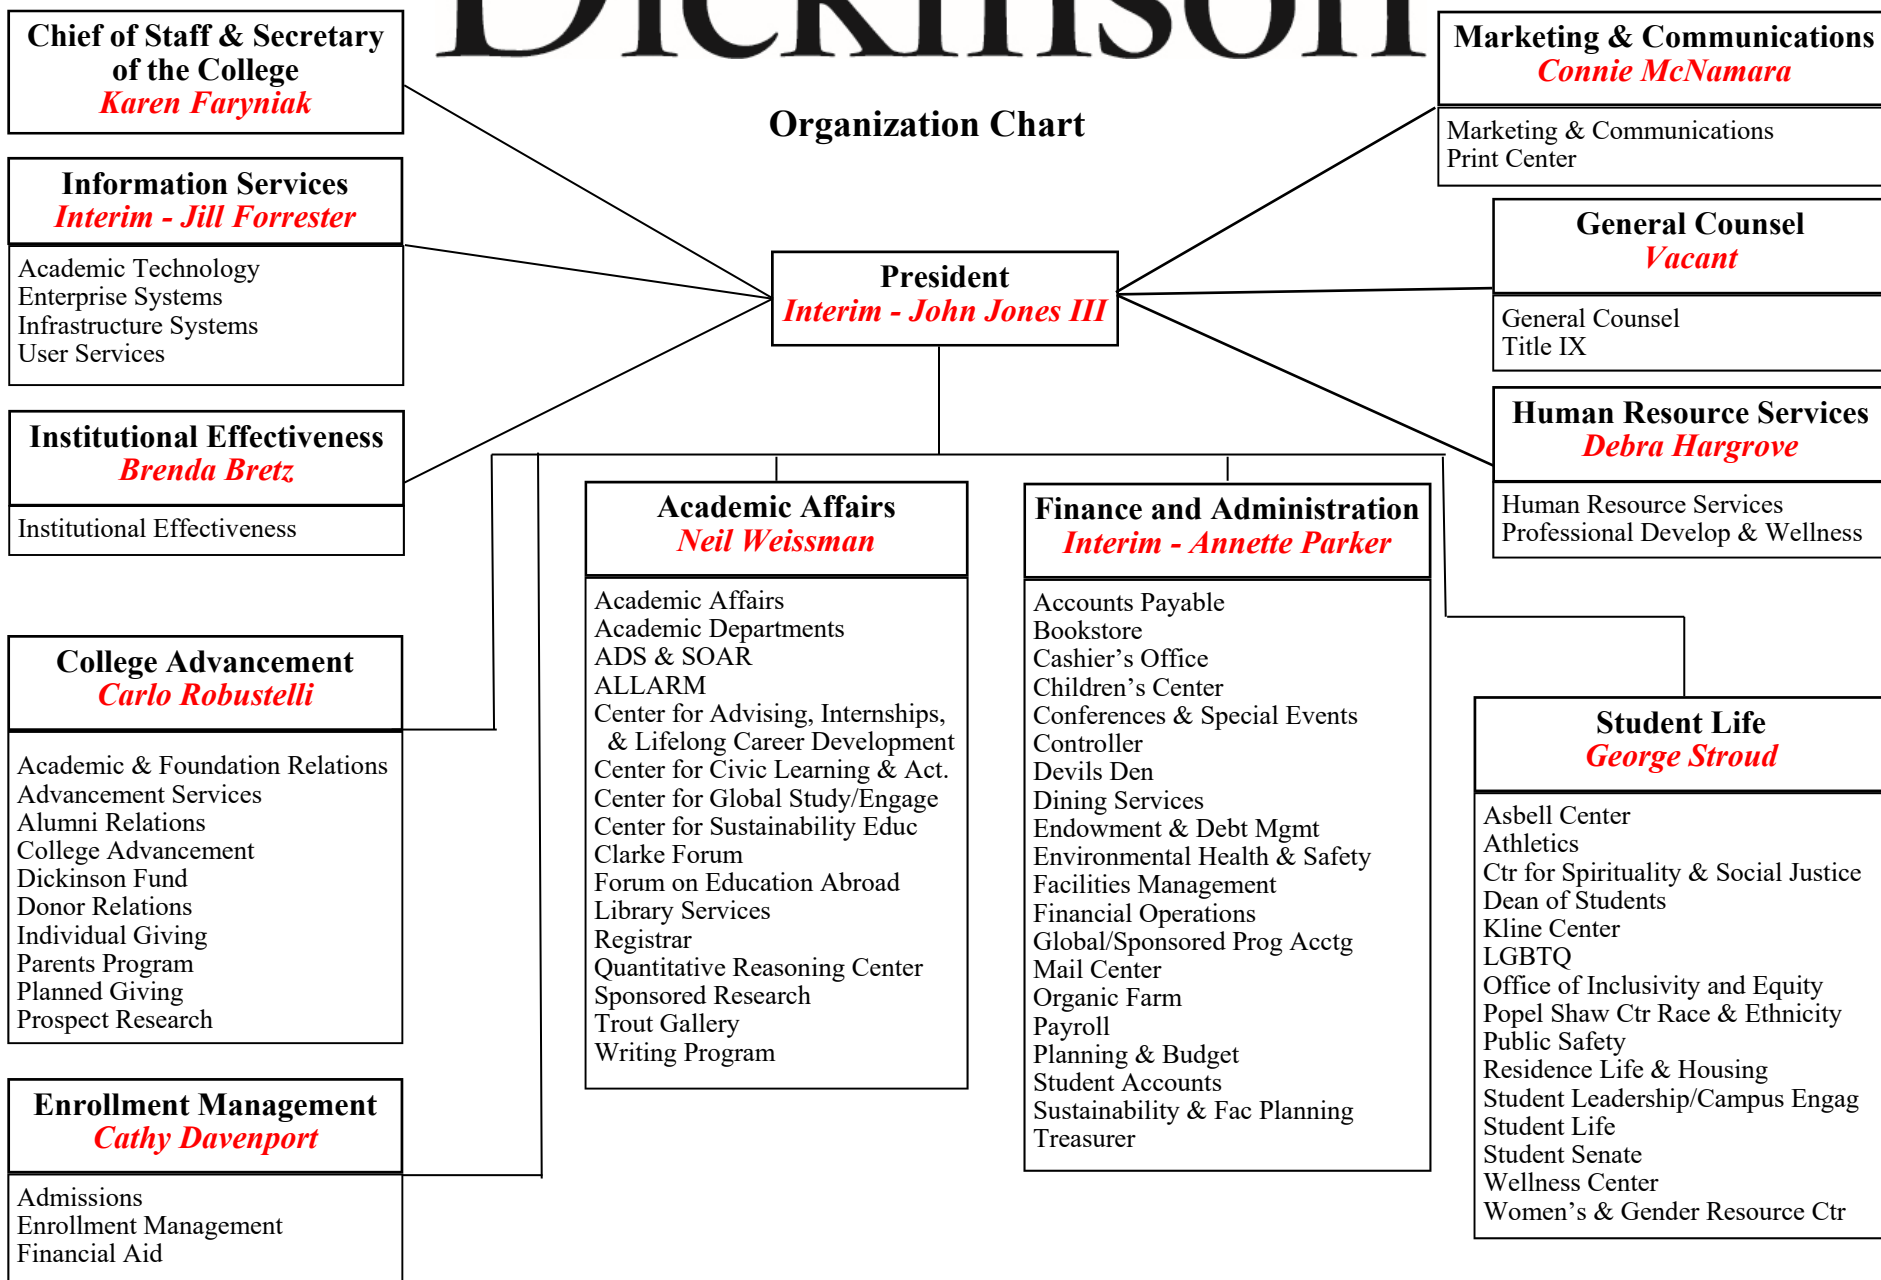 Dickinson
Organization Chart
Chief of Staff & Secretary
of the College
Karen Faryniak
Information Services
Interim - Jill Forrester
Academic Technology
Enterprise Systems
Infrastructure Systems
User Services
Institutional Effectiveness
Brenda Bretz
Institutional Effectiveness
President
Interim - John Jones III
Marketing & Communications
Connie McNamara
Marketing & Communications
Print Center
General Counsel
Vacant
General Counsel
Title IX
Human Resource Services
Debra Hargrove
Human Resource Services
Professional Develop & Wellness
College Advancement
Carlo Robustelli
Academic & Foundation Relations
Advancement Services
Alumni Relations
College Advancement
Dickinson Fund
Donor Relations
Individual Giving
Parents Program
Planned Giving
Prospect Research
Enrollment Management
Cathy Davenport
Admissions
Enrollment Management
Financial Aid
Academic Affairs
Neil Weissman
Academic Affairs
Academic Departments
ADS & SOAR
ALLARM
Center for Advising, Internships,
& Lifelong Career Development
Center for Civic Learning & Act.
Center for Global Study/Engage
Center for Sustainability Educ
Clarke Forum
Forum on Education Abroad
Library Services
Registrar
Quantitative Reasoning Center
Sponsored Research
Trout Gallery
Writing Program
Finance and Administration
Interim - Annette Parker
Accounts Payable
Bookstore
Cashier’s Office
Children’s Center
Conferences & Special Events
Controller
Devils Den
Dining Services
Endowment & Debt Mgmt
Environmental Health & Safety
Facilities Management
Financial Operations
Global/Sponsored Prog Acctg
Mail Center
Organic Farm
Payroll
Planning & Budget
Student Accounts
Sustainability & Fac Planning
Treasurer
Student Life
George Stroud
Asbell Center
Athletics
Ctr for Spirituality & Social Justice
Dean of Students
Kline Center
LGBTQ
Office of Inclusivity and Equity
Popel Shaw Ctr Race & Ethnicity
Public Safety
Residence Life & Housing
Student Leadership/Campus Engag
Student Life
Student Senate
Wellness Center
Women’s & Gender Resource Ctr